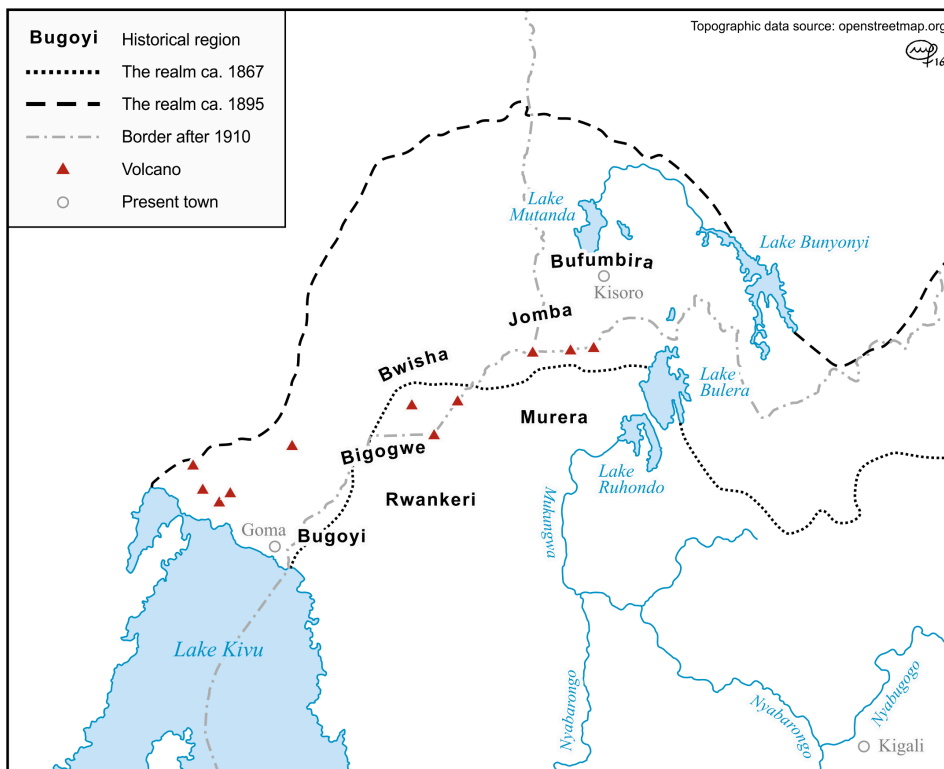 Bugoyi Historical region
The realm ca. 1867
The realm ca. 1895
Border after 1910
Volcano
Present town
Topographic data source: openstreetmap.org
16
Lake
Mutanda
Lake Bunyonyi
Bufumbira
Kisoro
Jomba
Bwisha
Lake
Bulera
Murera
Bigogwe
Lake
Ruhondo
Rwankeri
Mukungwa
Goma
Bugoyi
Lake Kivu
Nyabarongo
Nyabarongo
Nyabugogo
Kigali